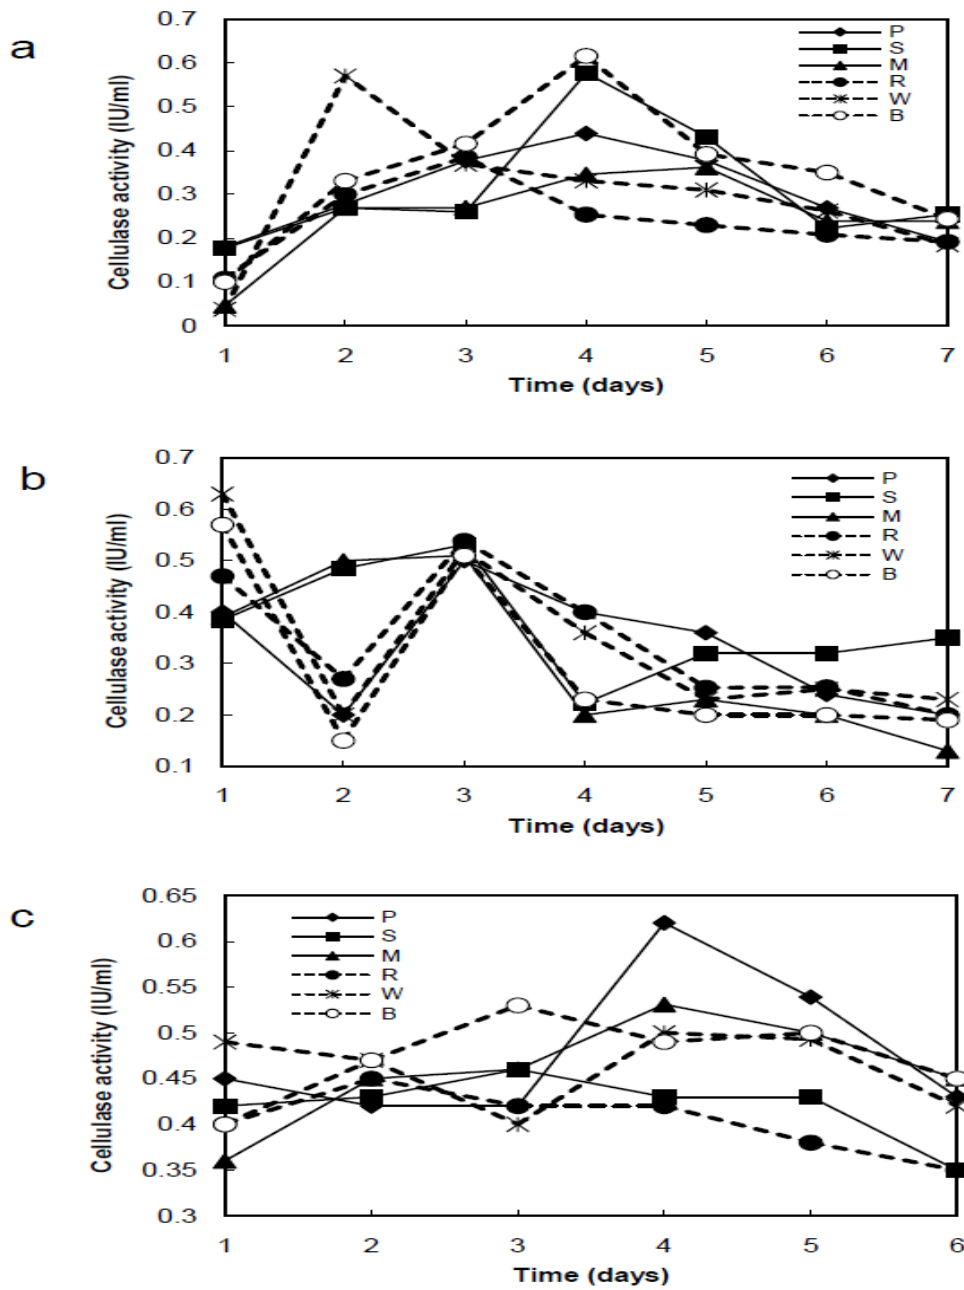 a
Cellulase activity (IU/ml)
0.7
0.6
0.5
0.4
0.3
0.2
0.1
0
P
S
M
R
W
B
1 2 3 4 5 6 7
Time (days)
b
Cellulase activity (IU/ml)
0.7
0.6
0.5
0.4
0.3
0.2
0.1
P
S
M
R
W
B
1 2 3 4 5 6 7
Time (days)
c
Cellulase activity (IU/ml)
0.65
0.6
0.55
0.5
0.45
0.4
0.35
0.3
P
S
M
R
W
B
1 2 3 4 5 6
Time (days)